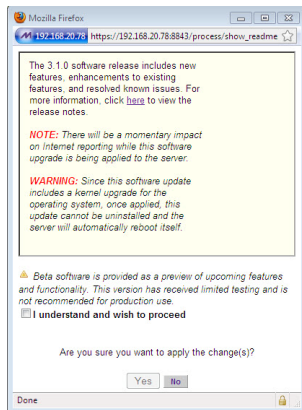 Mozilla Firefox
192.168.20.78 https://192.168.20.78:8843/process/show_readme
The 3.1.0 software release includes new
features, enhancements to existing
features, and resolved known issues. For
more information, click here to view the
release notes.
NOTE: There will be a momentary impact
on Internet reporting while this software
upgrade is being applied to the server.
WARNING: Since this software update
includes a kernel upgrade for the
operating system, once applied, this
update cannot be uninstalled and the
server will automatically reboot itself.
Beta software is provided as a preview of upcoming features
and functionality. This version has received limited testing and is
not recommended for production use.
I understand and wish to proceed
Are you sure you want to apply the change(s)?
Yes No
Done